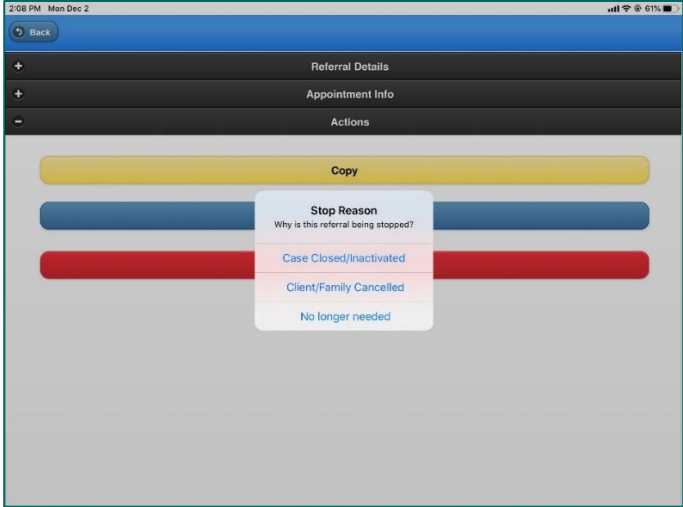 2:08 PM Mon Dec 2 61%
Back
Referral Details
Appointment Info
Actions
Copy
Stop Reason
Why is this referral being stopped?
Case Closed/Inactivated
Client/Family Cancelled
No longer needed